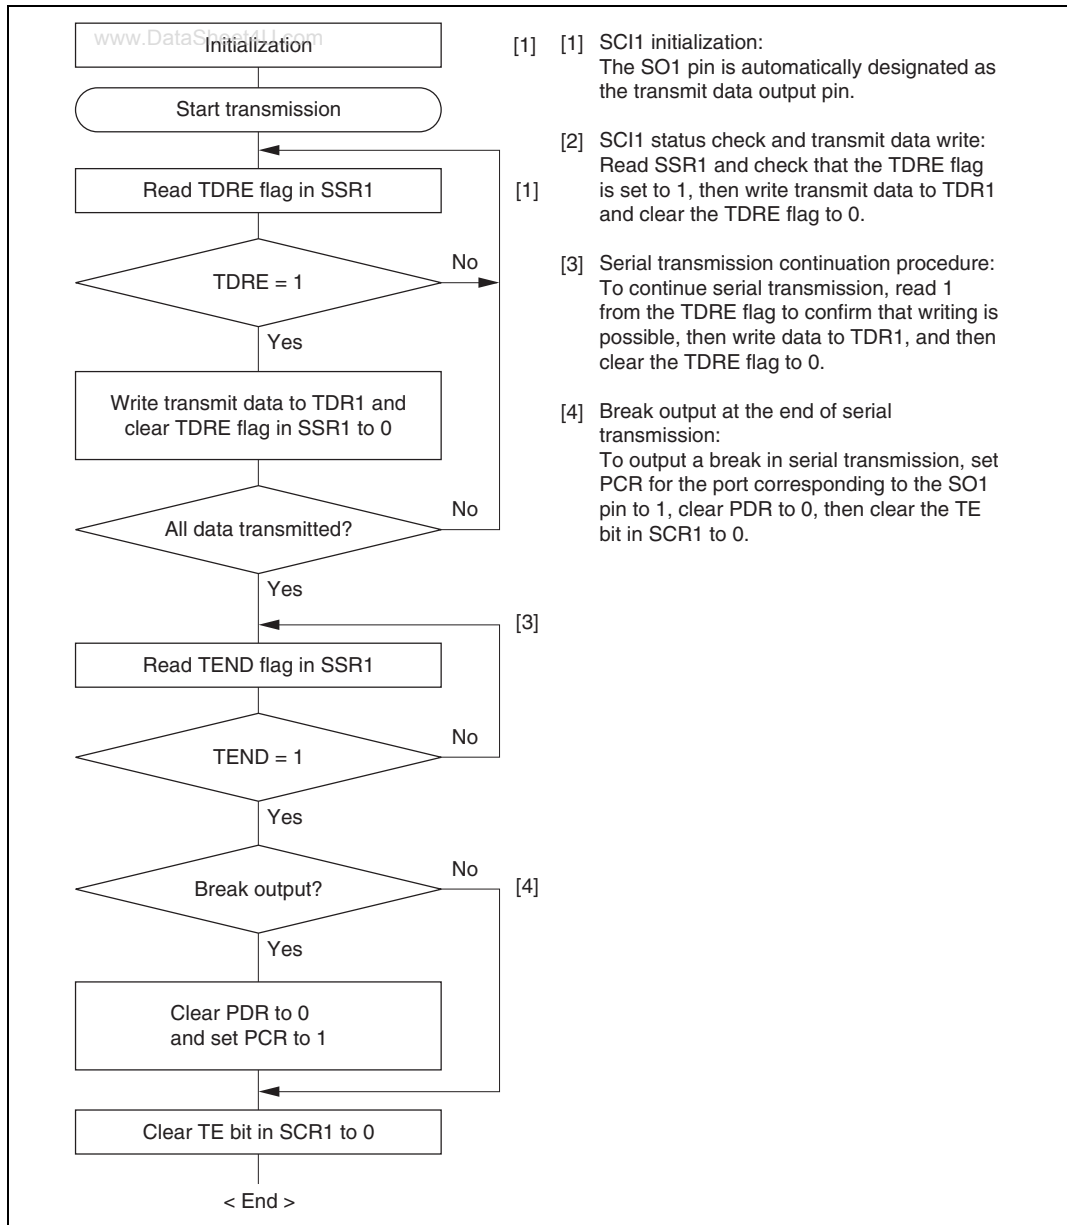 www.DataSheet4U.com
Initialization
[1]
Start transmission
Read TDRE flag in SSR1
[1]
TDRE = 1
No
Yes
Write transmit data to TDR1 and
clear TDRE flag in SSR1 to 0
All data transmitted?
No
Yes
[3]
Read TEND flag in SSR1
TEND = 1
No
Yes
Break output?
No
[4]
Yes
Clear PDR to 0
and set PCR to 1
Clear TE bit in SCR1 to 0
< End >
[1] SCI1 initialization:
The SO1 pin is automatically designated as
the transmit data output pin.
[2] SCI1 status check and transmit data write:
Read SSR1 and check that the TDRE flag
is set to 1, then write transmit data to TDR1
and clear the TDRE flag to 0.
[3] Serial transmission continuation procedure:
To continue serial transmission, read 1
from the TDRE flag to confirm that writing is
possible, then write data to TDR1, and then
clear the TDRE flag to 0.
[4] Break output at the end of serial
transmission:
To output a break in serial transmission, set
PCR for the port corresponding to the SO1
pin to 1, clear PDR to 0, then clear the TE
bit in SCR1 to 0.